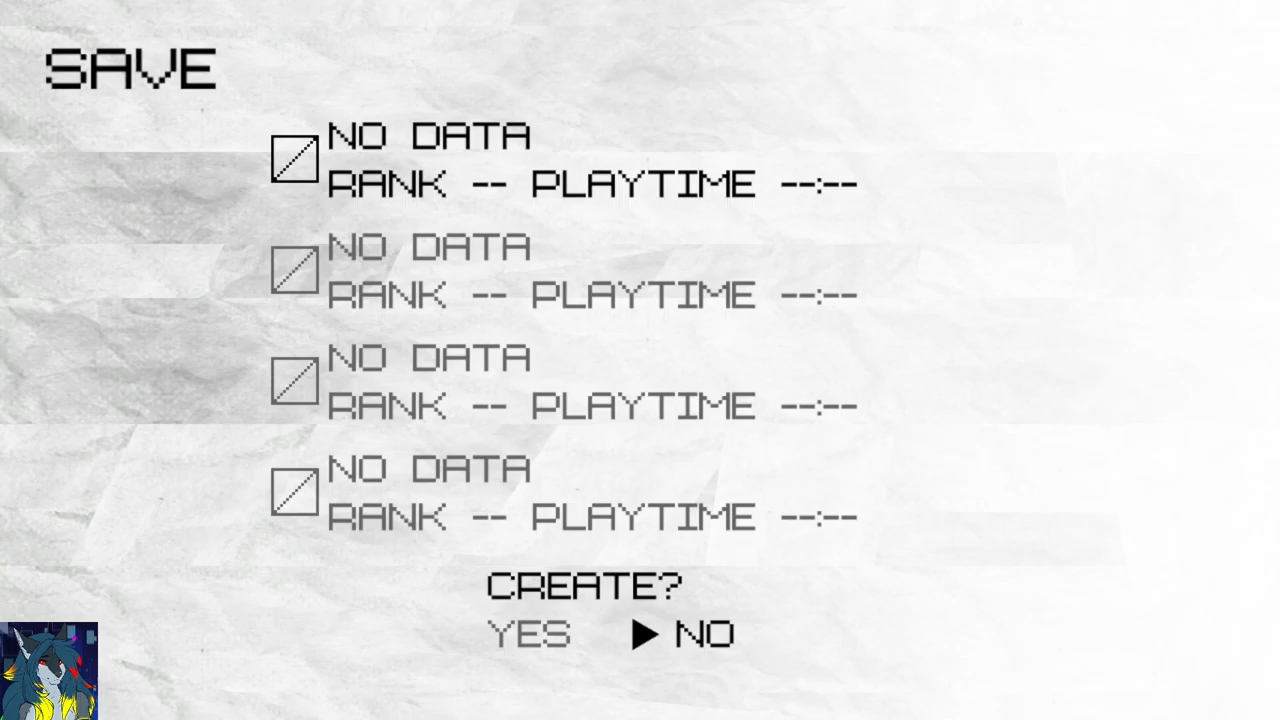 SAVE
NO DATA
RANK -- PLAYTIME --:--
NO DATA
RANK -- PLAYTIME --:--
NO DATA
RANK -- PLAYTIME --:--
NO DATA
RANK -- PLAYTIME --:--
CREATE?
YES ▶ NO